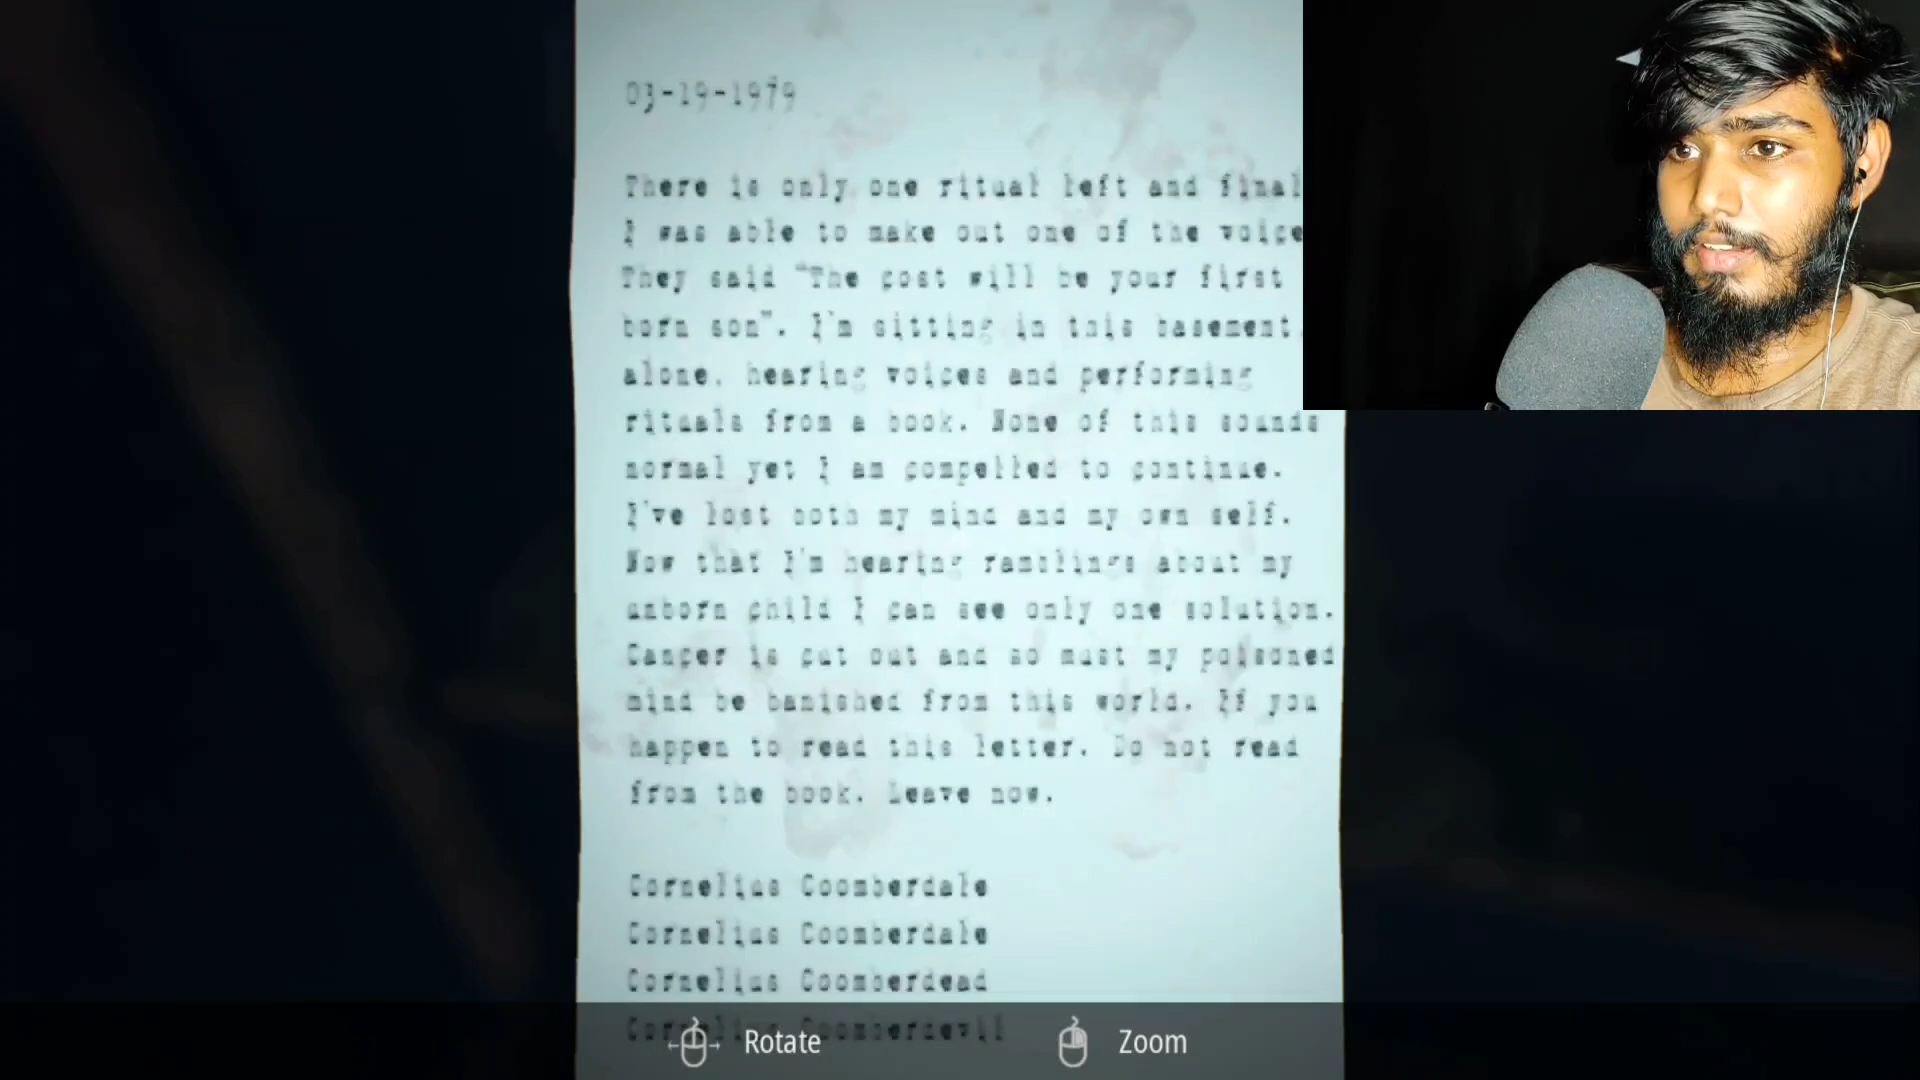 03-19-1979
There is only one ritual left and final
I was able to make out one of the voice
They said "The cost will be your first
born son". I'm sitting in this basement,
alone, hearing voices and performing
rituals from a book. None of this sounds
normal yet I am compelled to continue.
I've lost both my mind and my own self.
Now that I'm hearing ramblings about my
unborn child I can see only one solution.
Cancer is cut out and so must my poisoned
mind be banished from this world. If you
happen to read this letter. Do not read
from the book. Leave now.
Cornelius Coomberdale
Cornelius Coomberdale
Cornelius Coomberdead
Cornelius Coomberdevil
Rotate
Zoom